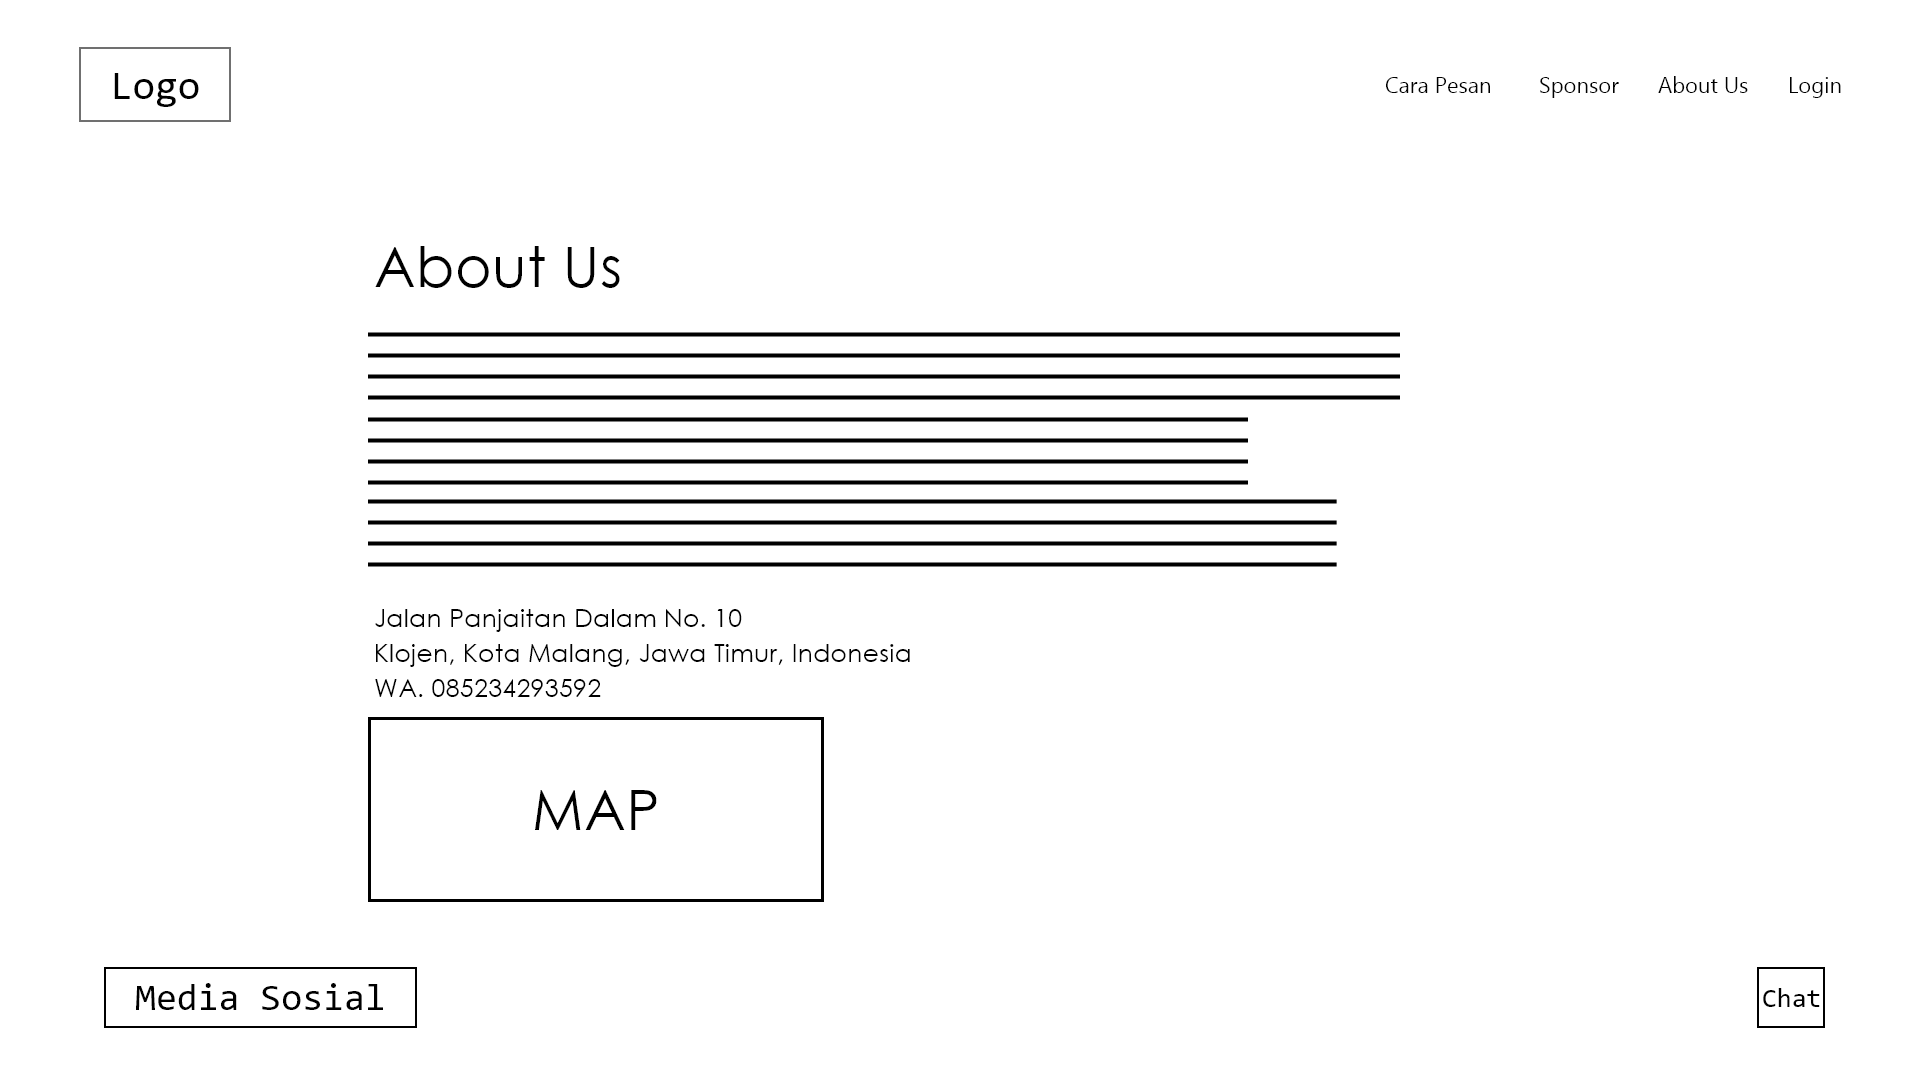 Logo
Cara Pesan Sponsor About Us Login
About Us
Jalan Panjaitan Dalam No. 10
Klojen, Kota Malang, Jawa Timur, Indonesia
WA. 085234293592
MAP
Media Sosial
Chat